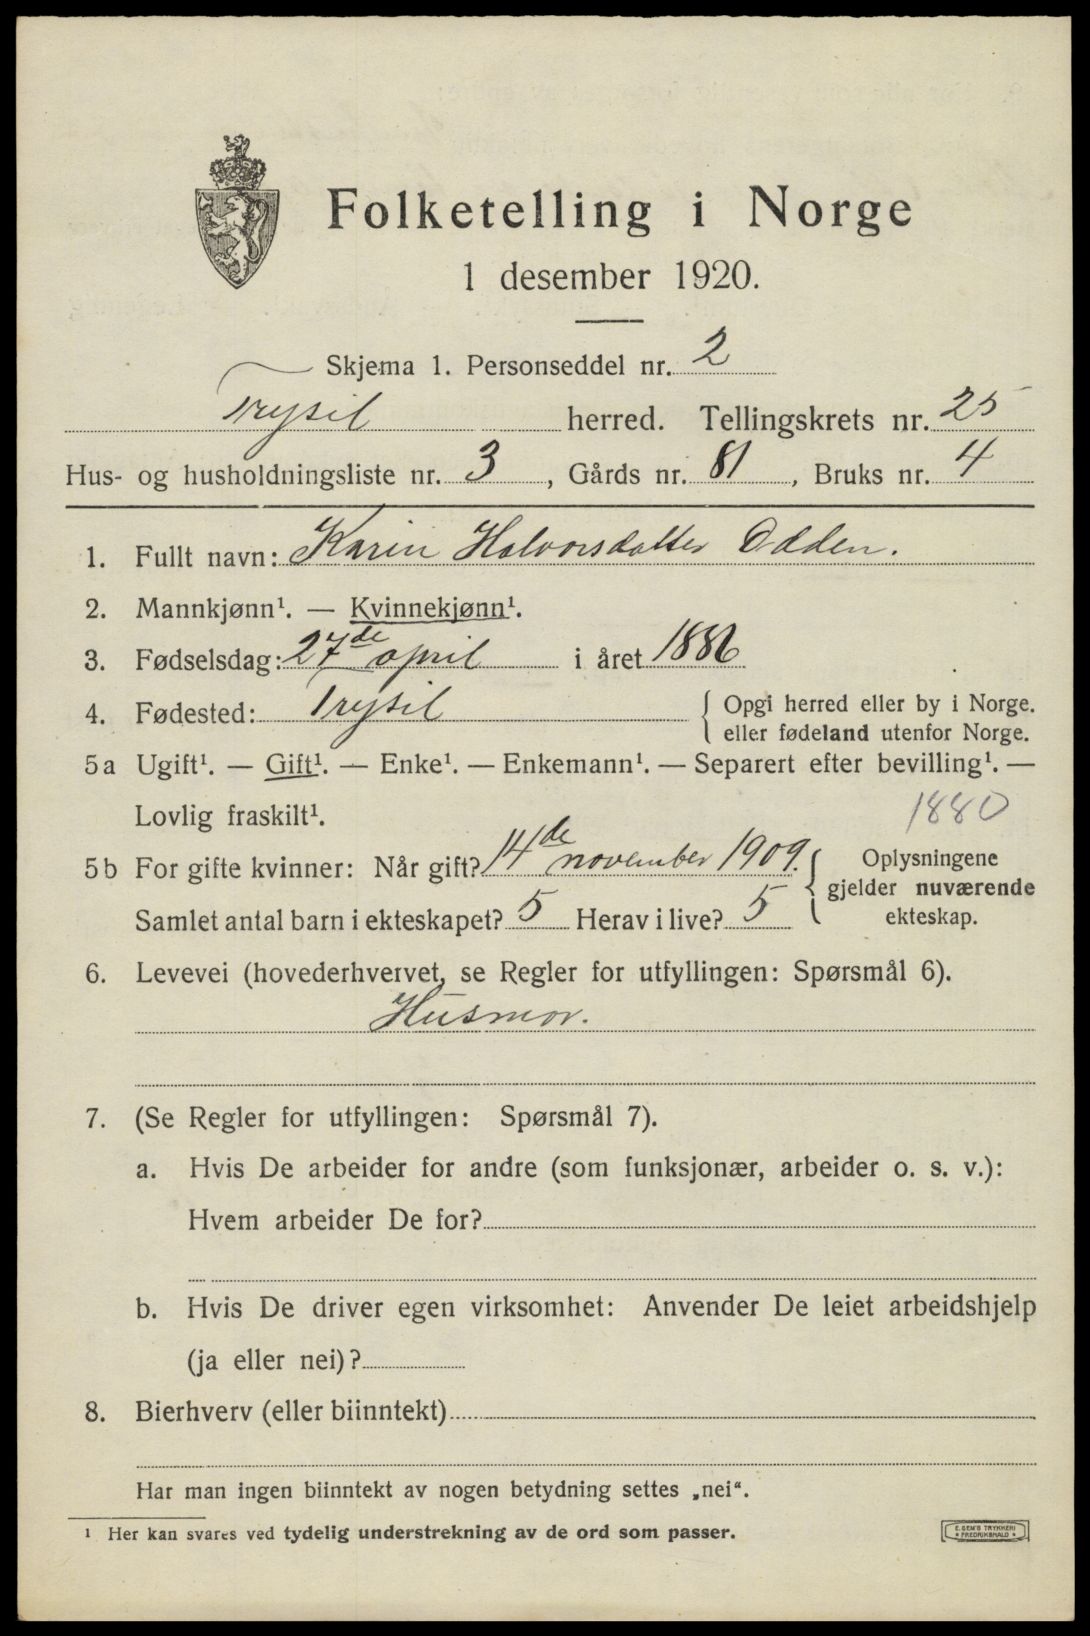 Folketelling i Norge
1 desember 1920.
Skjema 1. Personseddel nr. 2
Trysil herred. Tellingskrets nr. 25
Hus- og husholdningsliste nr. 3, Gårds nr. 81, Bruks nr. 4
1. Fullt navn: Karin Halvorsdatter Ødden.
2. Mannkjønn¹. — Kvinnekjønn¹.
3. Fødselsdag: 27de april i året 1886
4. Fødested: Trysil { Opgi herred eller by i Norge.
eller fødeland utenfor Norge.
5a Ugift¹. — Gift¹. — Enke¹. — Enkemann¹. — Separert efter bevilling¹. —
Lovlig fraskilt¹. 1880
5b For gifte kvinner: Når gift? 14de november 1909. { Oplysningene
gjelder nuværende
Samlet antal barn i ekteskapet? 5 Herav i live? 5 ekteskap.
6. Levevei (hovederhvervet, se Regler for utfyllingen: Spørsmål 6).
Husmor.
7. (Se Regler for utfyllingen: Spørsmål 7).
a. Hvis De arbeider for andre (som funksjonær, arbeider o. s. v.):
Hvem arbeider De for?
b. Hvis De driver egen virksomhet: Anvender De leiet arbeidshjelp
(ja eller nei)?
8. Bierhverv (eller biinntekt)
Har man ingen biinntekt av nogen betydning settes „nei“.
¹ Her kan svares ved tydelig understrekning av de ord som passer.
E. SEM'S TRYKKERI
• FREDRIKSHALD •